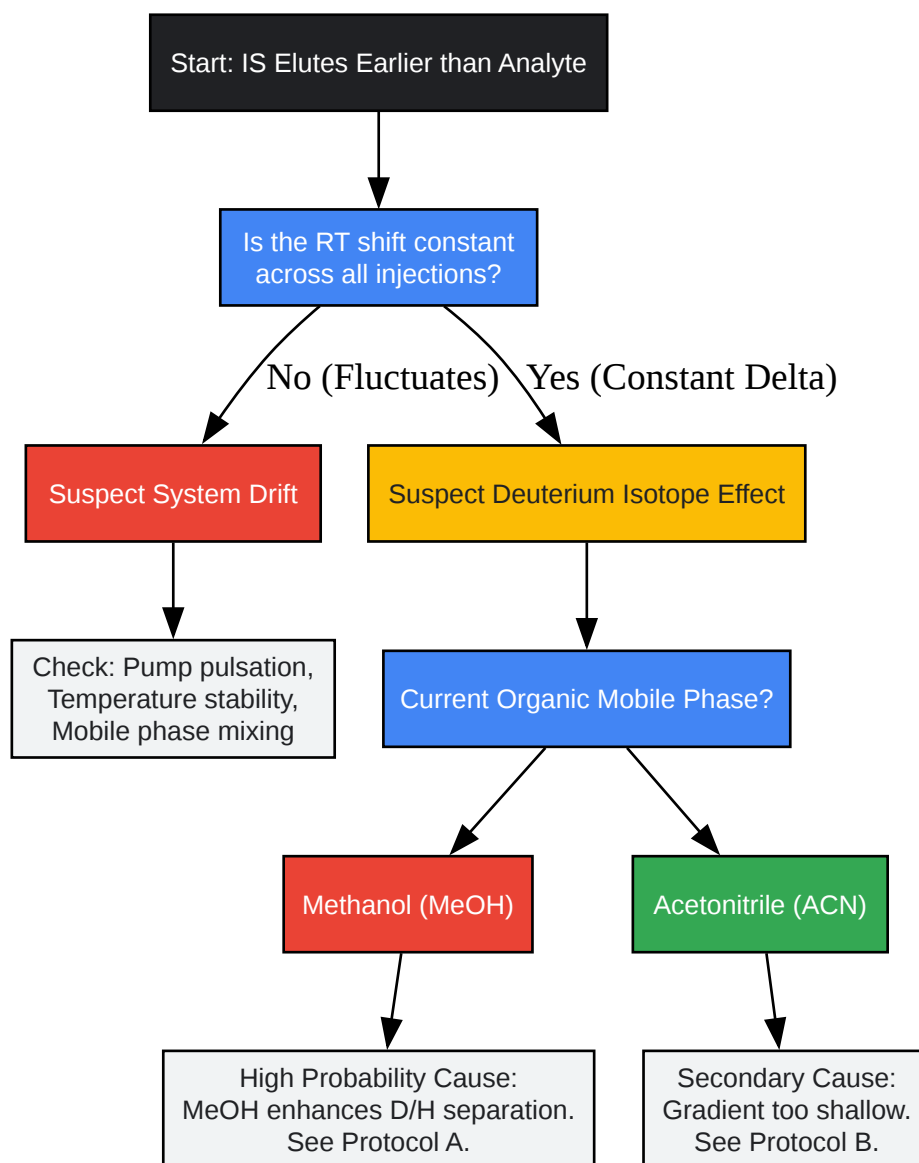 Start: IS Elutes Earlier than Analyte
Is the RT shift constant
across all injections?
No (Fluctuates)
Yes (Constant Delta)
Suspect System Drift
Suspect Deuterium Isotope Effect
Check: Pump pulsation,
Temperature stability,
Mobile phase mixing
Current Organic Mobile Phase?
Methanol (MeOH)
Acetonitrile (ACN)
High Probability Cause:
MeOH enhances D/H separation.
See Protocol A.
Secondary Cause:
Gradient too shallow.
See Protocol B.